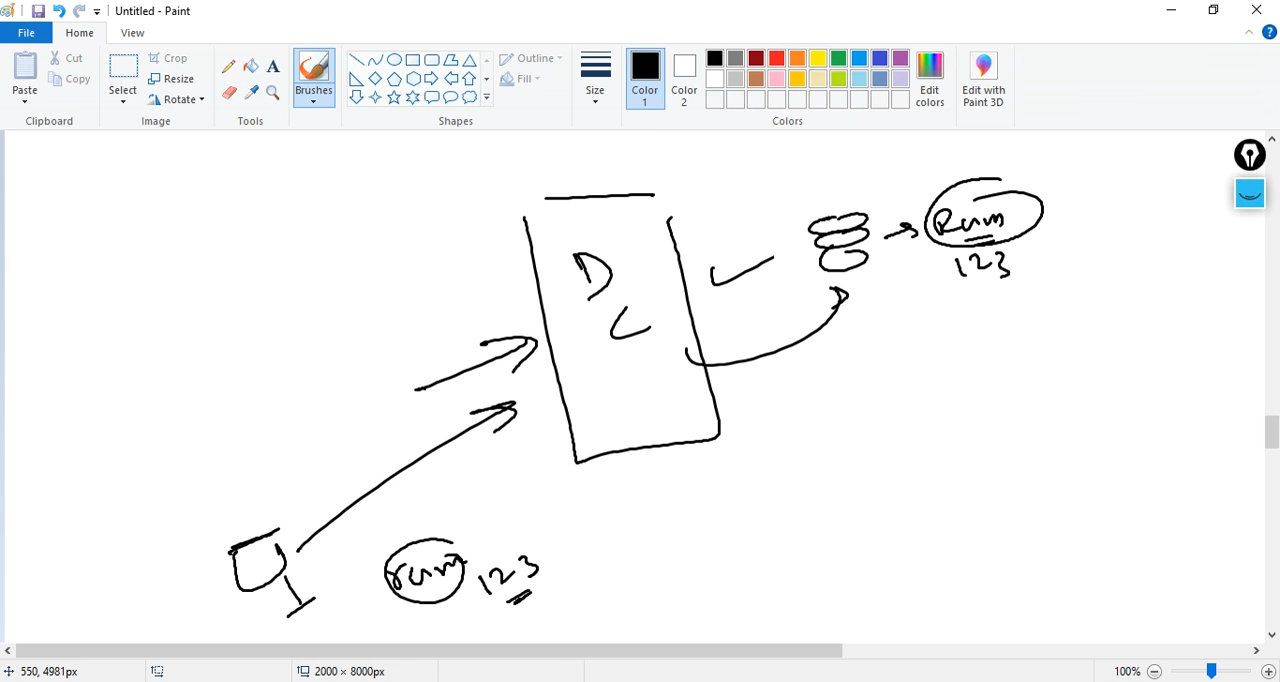 Untitled - Paint
File
Home
View
Paste
Cut
Copy
Clipboard
Select
Crop
Resize
Rotate
Image
Tools
Brushes
Shapes
Outline
Fill
Size
Color 1
Color 2
Edit colors
Edit with Paint 3D
Colors
D
C
Ram
123
ram 123
550, 4981px
2000 × 8000px
100%